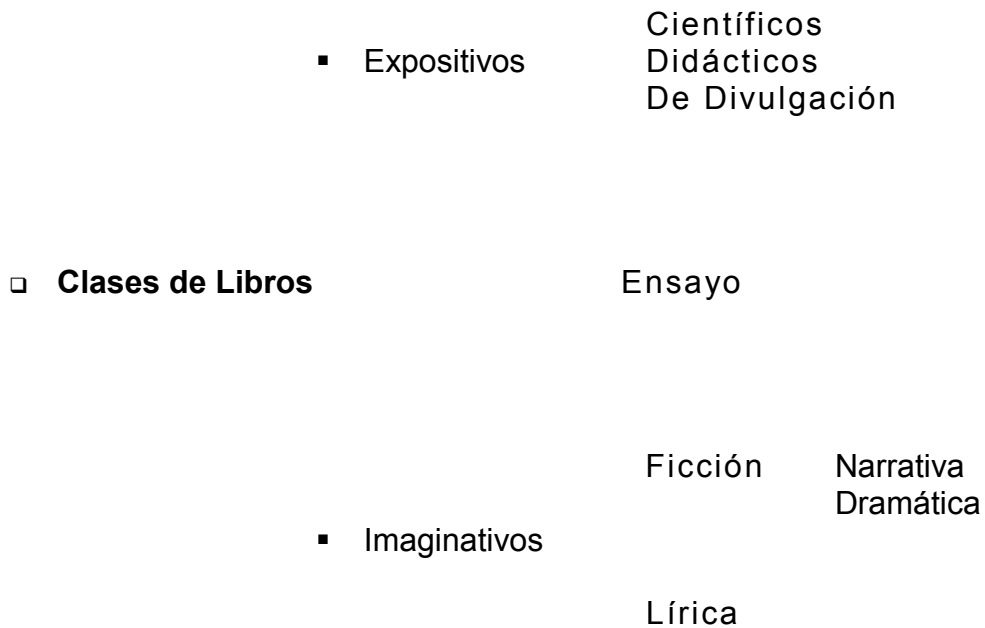 Científicos
▪ Expositivos Didácticos
De Divulgación
❑ Clases de Libros Ensayo
Ficción Narrativa
Dramática
▪ Imaginativos
Lírica